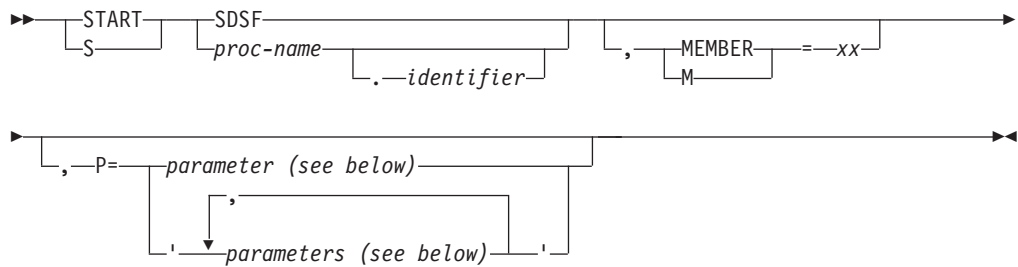 START SDSF
S proc-name , MEMBER = xx
. identifier M
, P= parameter (see below)
,
' parameters (see below) '